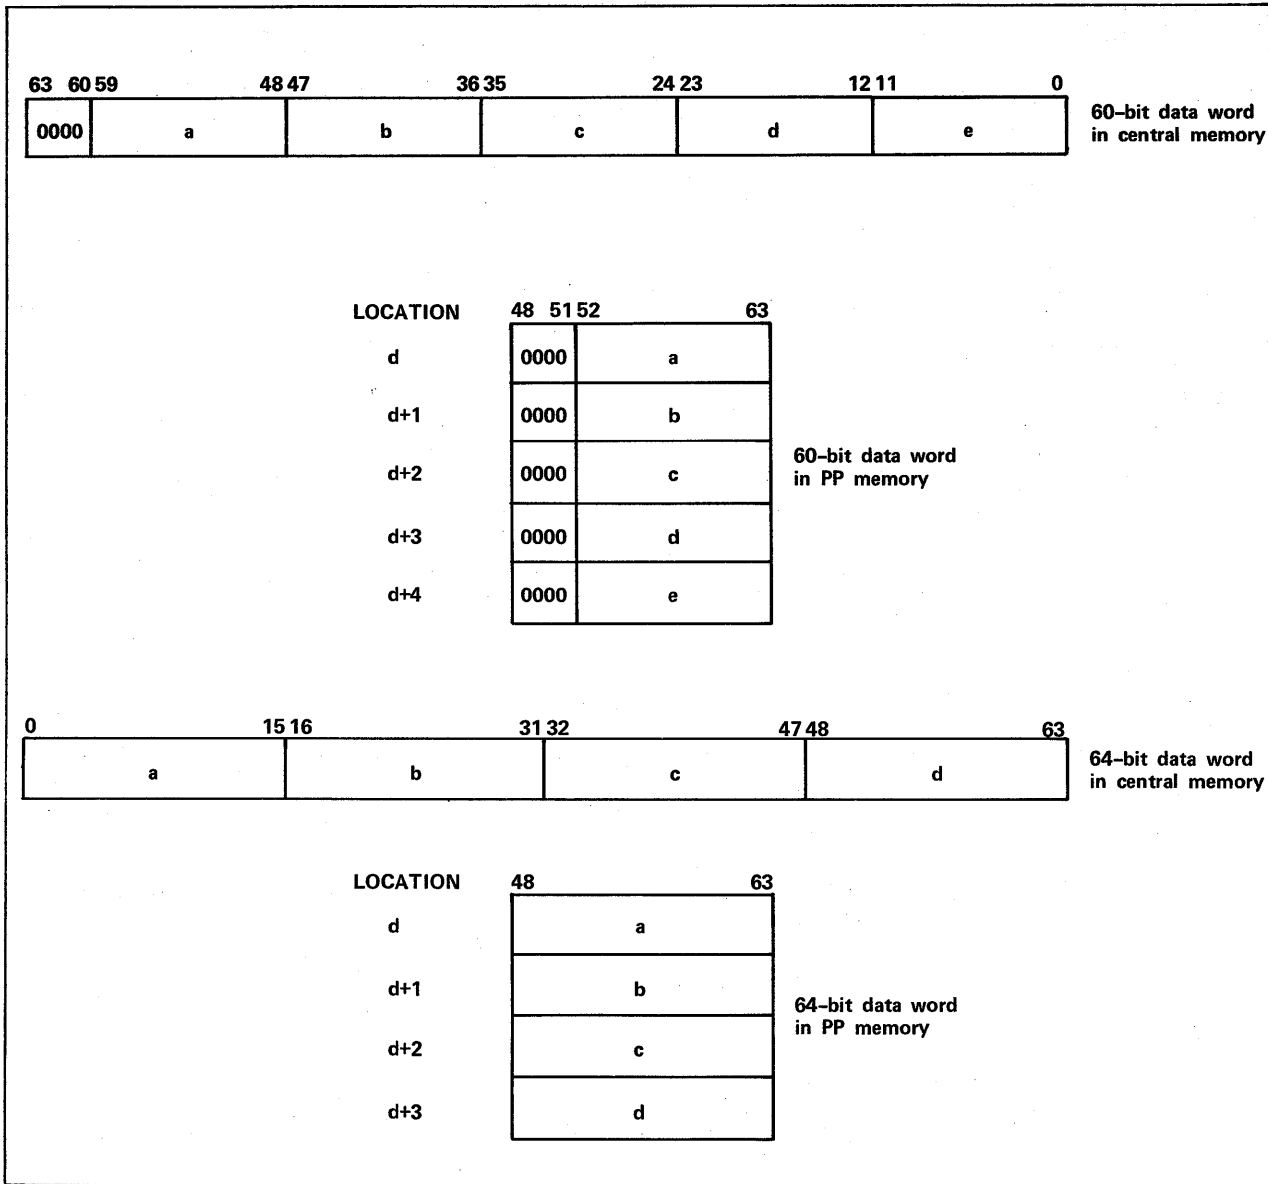 63 60 59 48 47 36 35 24 23 12 11 0
0000 a b c d e
60-bit data word
in central memory
LOCATION 48 51 52 63
d 0000 a
d+1 0000 b
d+2 0000 c
d+3 0000 d
d+4 0000 e
60-bit data word
in PP memory
0 15 16 31 32 47 48 63
a b c d
64-bit data word
in central memory
LOCATION 48 63
d a
d+1 b
d+2 c
d+3 d
64-bit data word
in PP memory